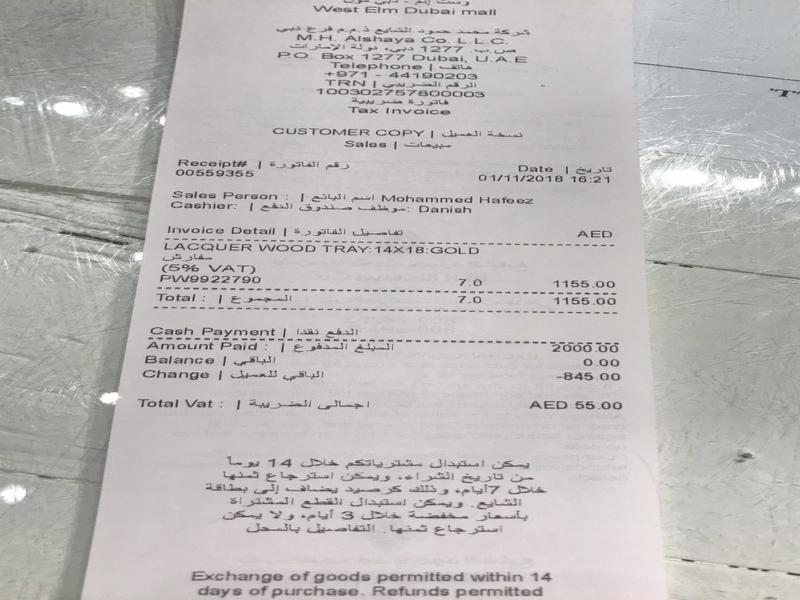 وست إلم - دبي مول
West Elm Dubai mall
شركة محمد حمود الشايع ذ.م.م فرع دبي
M.H. Alshaya Co. L.L.C.
ص.ب. 1277 دبي، دولة الإمارات
P.O. Box 1277 Dubai, U.A.E
Telephone | هاتف
+971 - 44190203
TRN | الرقم الضريبي
100302757800003
فاتورة ضريبية
Tax Invoice
CUSTOMER COPY | نسخة العميل
Sales | مبيعات
Receipt# | رقم الفاتورة Date | تاريخ
00559355 01/11/2018 16:21
Sales Person : | اسم البائع Mohammed Hafeez
Cashier: | موظف صندوق الدفع: Danish
Invoice Detail | تفاصيل الفاتورة AED
LACQUER WOOD TRAY:14X18:GOLD
مفارش
(5% VAT)
PW9922790 7.0 1155.00
Total : | المجموع 7.0 1155.00
Cash Payment | الدفع نقدا
Amount Paid : | المبلغ المدفوع 2000.00
Balance | الباقي 0.00
Change | الباقي للعميل -845.00
Total Vat : | اجمالى الضريبة AED 55.00
يمكن استبدال مشترياتكم خلال 14 يوماً
من تاريخ الشراء، ويمكن استرجاع ثمنها
خلال 7أيام، وذلك كرصيد يضاف إلى بطاقة
الشايع. ويمكن استبدال القطع المشتراة
بأسعار مخفضة خلال 3 أيام، ولا يمكن
استرجاع ثمنها. التفاصيل بالمحل
Exchange of goods permitted within 14
days of purchase. Refunds permitted